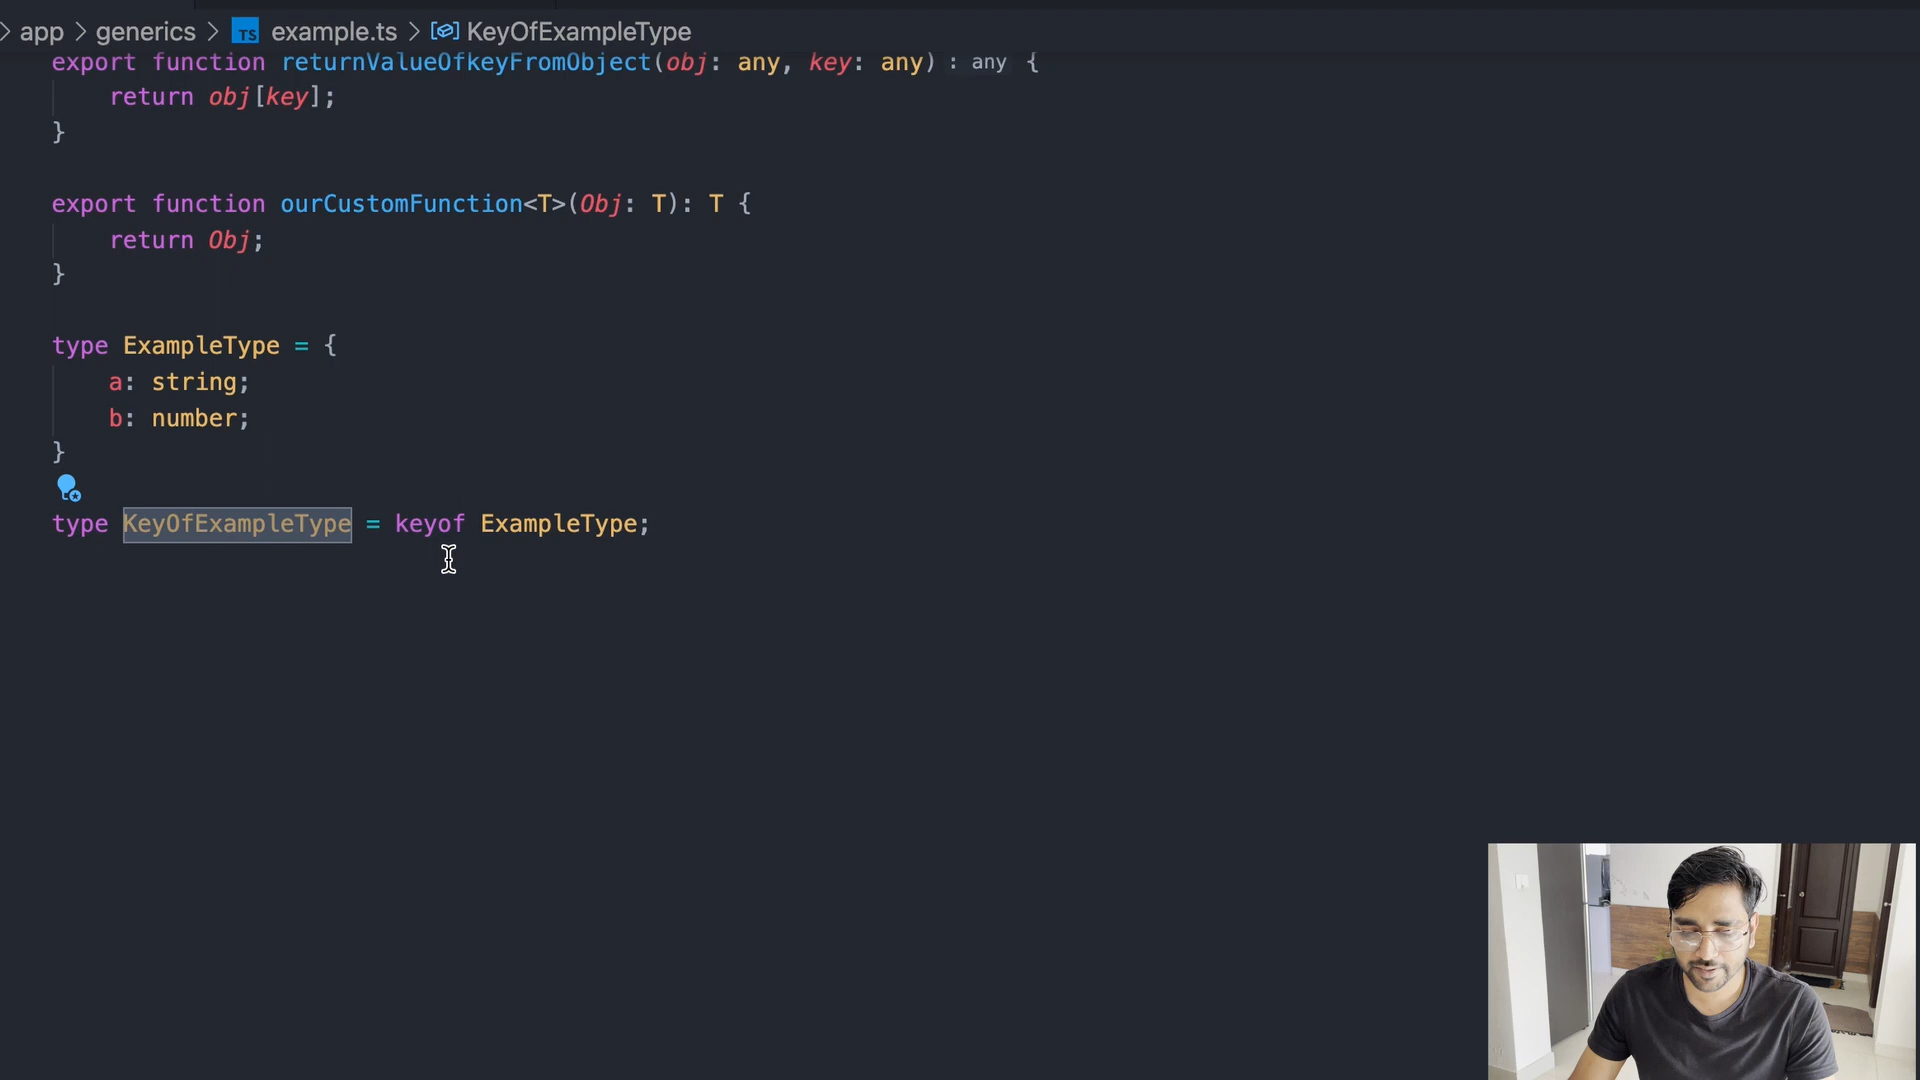 app generics TS example.ts KeyOfExampleType
export function returnValueOfkeyFromObject(obj: any, key: any) : any {
return obj[key];
}
export function ourCustomFunction<T>(Obj: T): T {
return Obj;
}
type ExampleType = {
a: string;
b: number;
}
type KeyOfExampleType = keyof ExampleType;